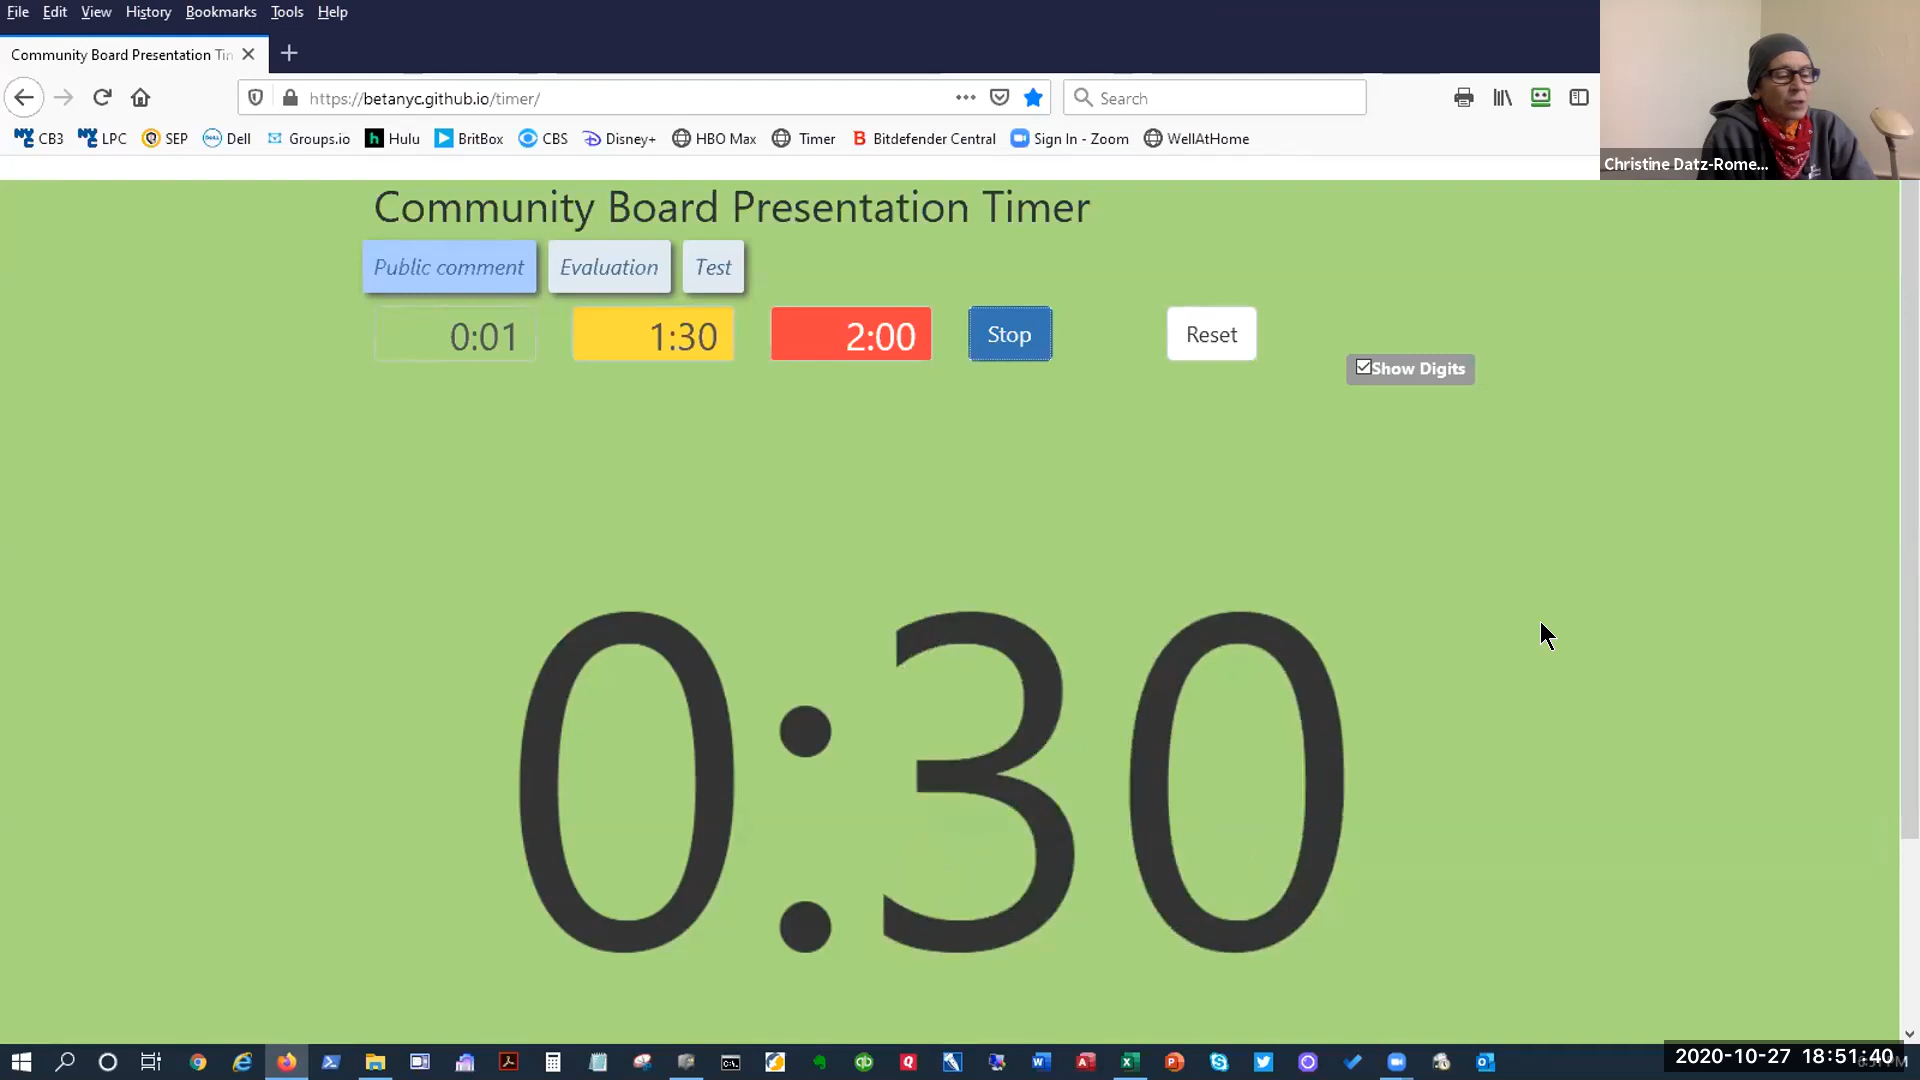 File Edit View History Bookmarks Tools Help
Community Board Presentation Tin
https://betanyc.github.io/timer/
Search
CB3 LPC SEP Dell Groups.io Hulu BritBox CBS Disney+ HBO Max Timer Bitdefender Central Sign In - Zoom WellAtHome
Christine Datz-Rome...
Community Board Presentation Timer
Public comment Evaluation Test
0:01 1:30 2:00 Stop Reset
Show Digits
0:30
2020-10-27 18:51:40